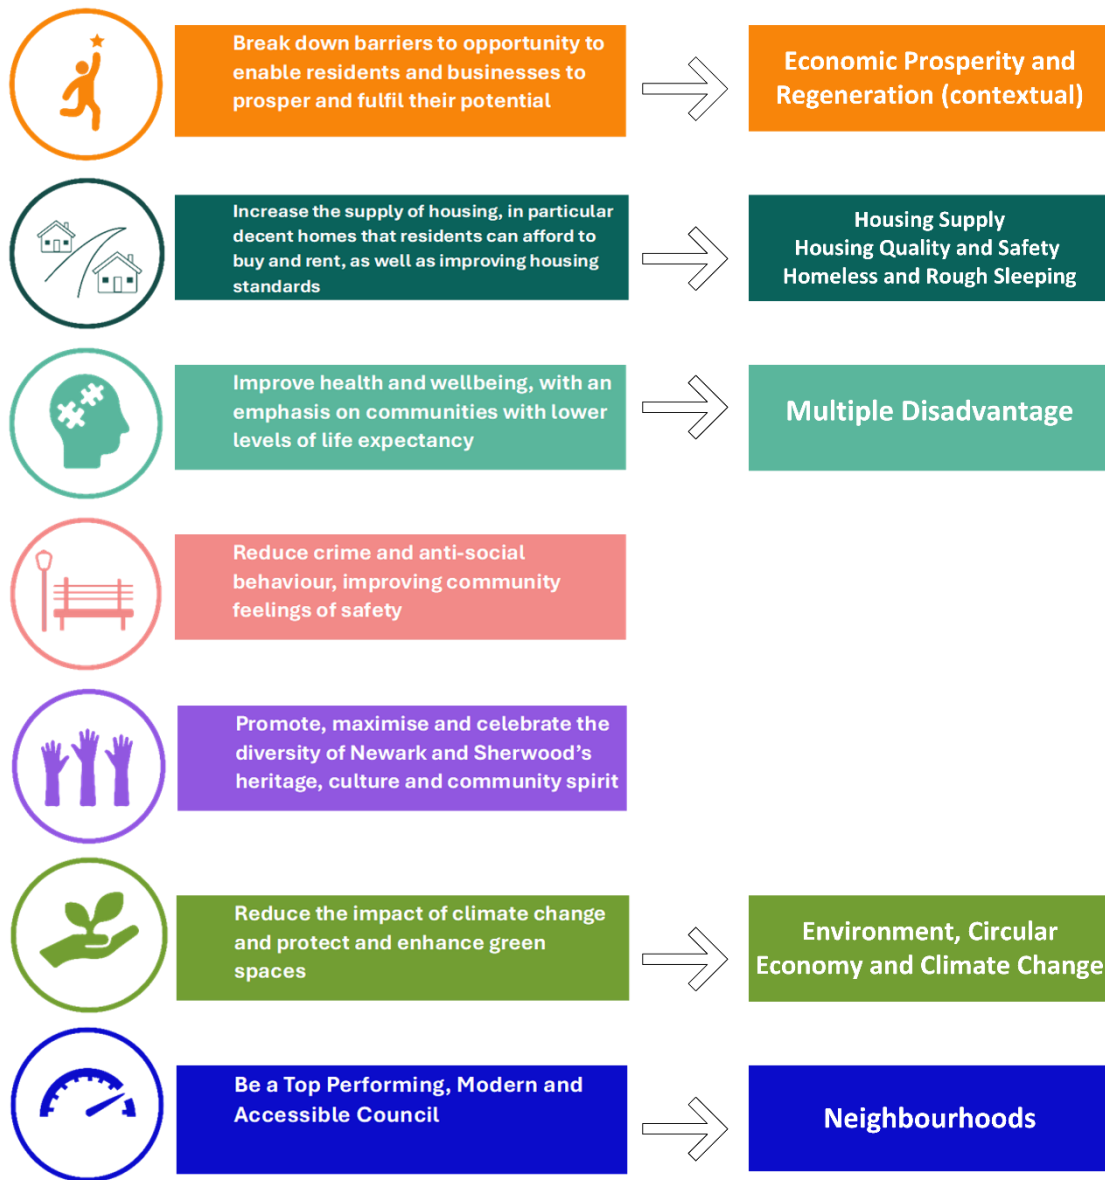 Break down barriers to opportunity to
enable residents and businesses to
prosper and fulfil their potential
Economic Prosperity and
Regeneration (contextual)
Increase the supply of housing, in particular
decent homes that residents can afford to
buy and rent, as well as improving housing
standards
Housing Supply
Housing Quality and Safety
Homeless and Rough Sleeping
Improve health and wellbeing, with an
emphasis on communities with lower
levels of life expectancy
Multiple Disadvantage
Reduce crime and anti-social
behaviour, improving community
feelings of safety
Promote, maximise and celebrate the
diversity of Newark and Sherwood’s
heritage, culture and community spirit
Reduce the impact of climate change
and protect and enhance green
spaces
Environment, Circular
Economy and Climate Change
Be a Top Performing, Modern and
Accessible Council
Neighbourhoods